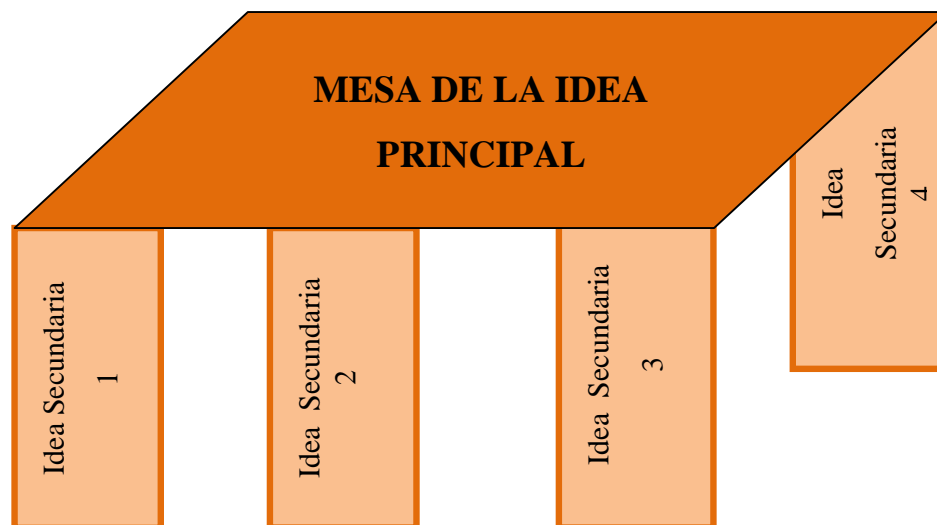 MESA DE LA IDEA
PRINCIPAL
Idea Secundaria
1
Idea Secundaria
2
Idea Secundaria
3
Idea
Secundaria
4